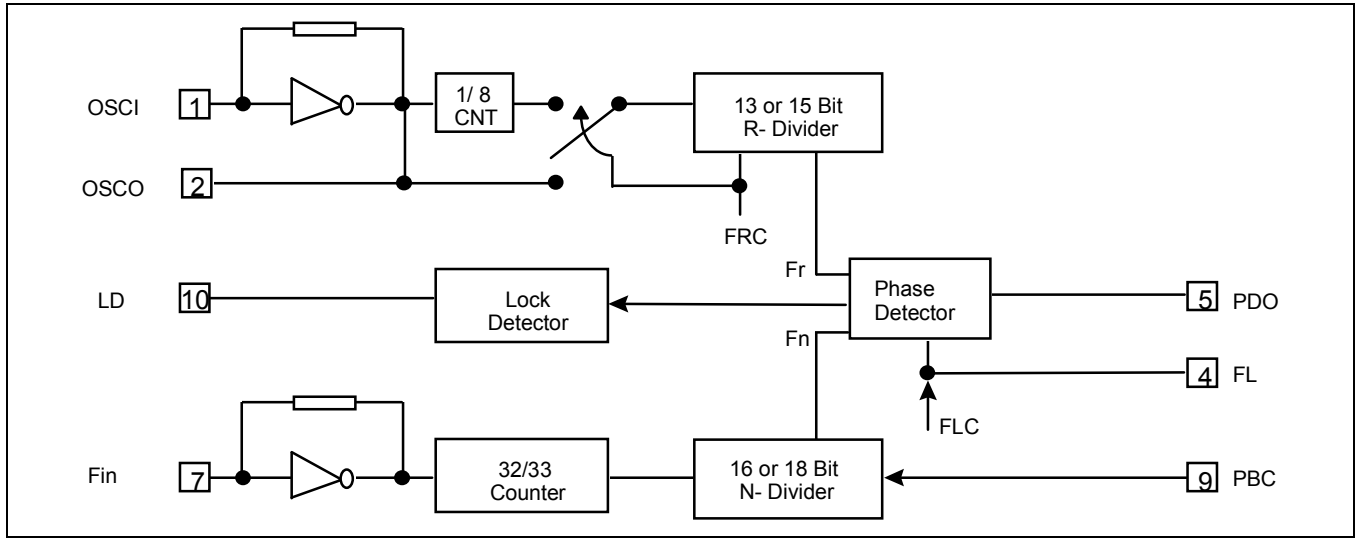 OSCI
1
1/ 8
CNT
13 or 15 Bit
R- Divider
OSCO
2
FRC
Fr
LD
10
Lock
Detector
Phase
Detector
5
PDO
Fn
4
FL
FLC
Fin
7
32/33
Counter
16 or 18 Bit
N- Divider
9
PBC